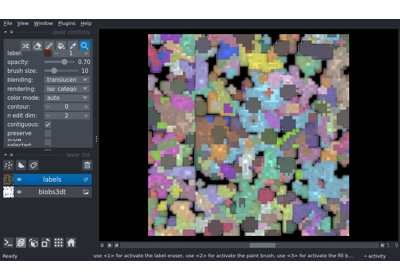 File View Window Plugins Help
layer controls
label: 1
opacity: 0.70
brush size: 10
blending: translucen
rendering: iso_catego
color mode: auto
contour: 0
n edit dim: 2
contiguous:
preserve
show
selected:
layer list
labels
blobs3dt
Ready
use <1> for activate the label eraser, use <2> for activate the paint brush, use <3> for activate the fill b...
activity